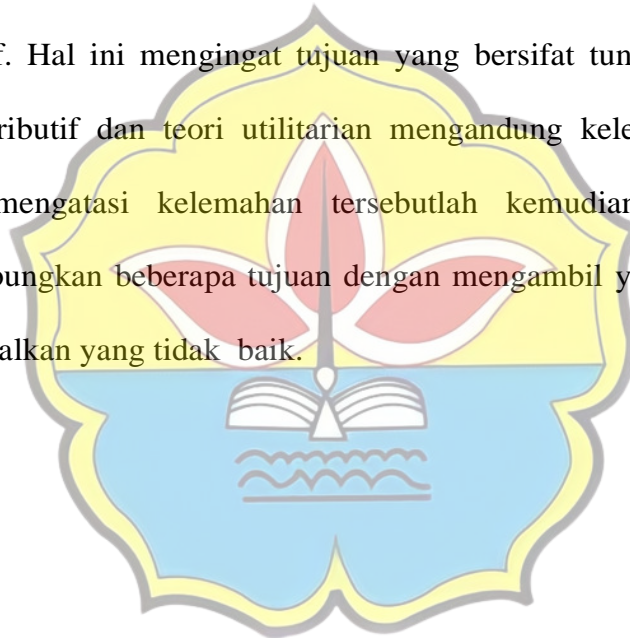 f. Hal ini mengingat tujuan yang bersifat tun
ributif dan teori utilitarian mengandung kele
mengatasi kelemahan tersebutlah kemudian
bungkan beberapa tujuan dengan mengambil y
alkan yang tidak baik.